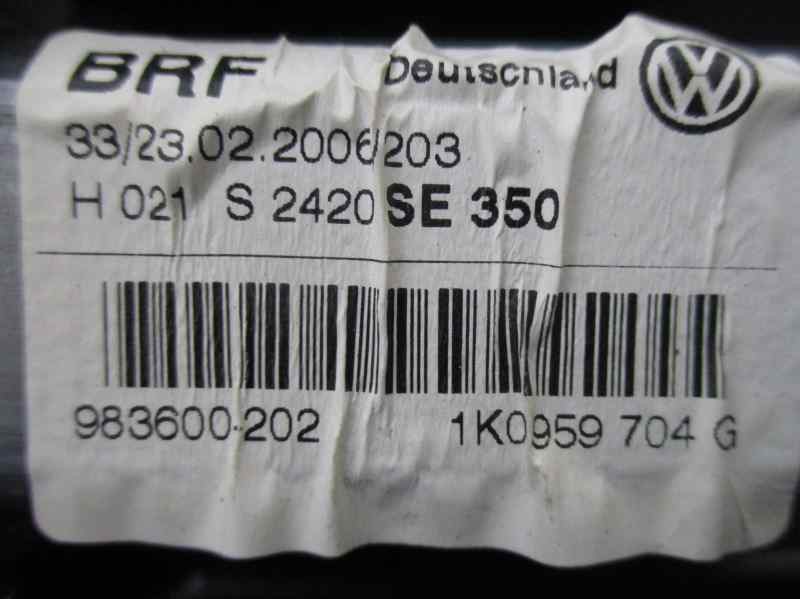 BRF Deutschland
33/23.02.2006/203
H 021 S 2420 SE 350
983600-202 1K0959 704 G